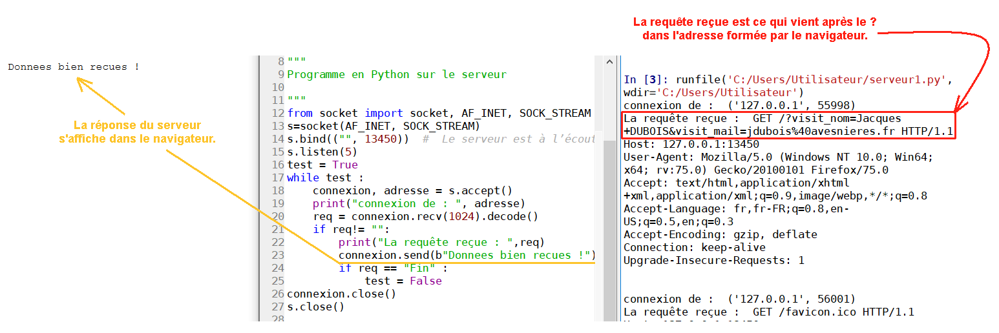 La requête reçue est ce qui vient après le ?
dans l'adresse formée par le navigateur.
Donnees bien recues !
La réponse du serveur
s'affiche dans le navigateur.
8 """
9 Programme en Python sur le serveur
10
11 """
12 from socket import socket, AF_INET, SOCK_STREAM
13 s=socket(AF_INET, SOCK_STREAM)
14 s.bind(("", 13450))  #  Le serveur est à l’écout
15 s.listen(5)
16 test = True
17 while test :
18     connexion, adresse = s.accept()
19     print("connexion de : ", adresse)
20     req = connexion.recv(1024).decode()
21     if req!= "":
22         print("La requête reçue : ",req)
23         connexion.send(b"Donnees bien recues !")
24         if req == "Fin" :
25             test = False
26 connexion.close()
27 s.close()
28
In [3]: runfile('C:/Users/Utilisateur/serveur1.py',
wdir='C:/Users/Utilisateur')
connexion de :  ('127.0.0.1', 55998)
La requête reçue :  GET /?visit_nom=Jacques
+DUBOIS&visit_mail=jdubois%40avesnieres.fr HTTP/1.1
Host: 127.0.0.1:13450
User-Agent: Mozilla/5.0 (Windows NT 10.0; Win64;
x64; rv:75.0) Gecko/20100101 Firefox/75.0
Accept: text/html,application/xhtml
+xml,application/xml;q=0.9,image/webp,*/*;q=0.8
Accept-Language: fr,fr-FR;q=0.8,en-
US;q=0.5,en;q=0.3
Accept-Encoding: gzip, deflate
Connection: keep-alive
Upgrade-Insecure-Requests: 1
connexion de :  ('127.0.0.1', 56001)
La requête reçue :  GET /favicon.ico HTTP/1.1